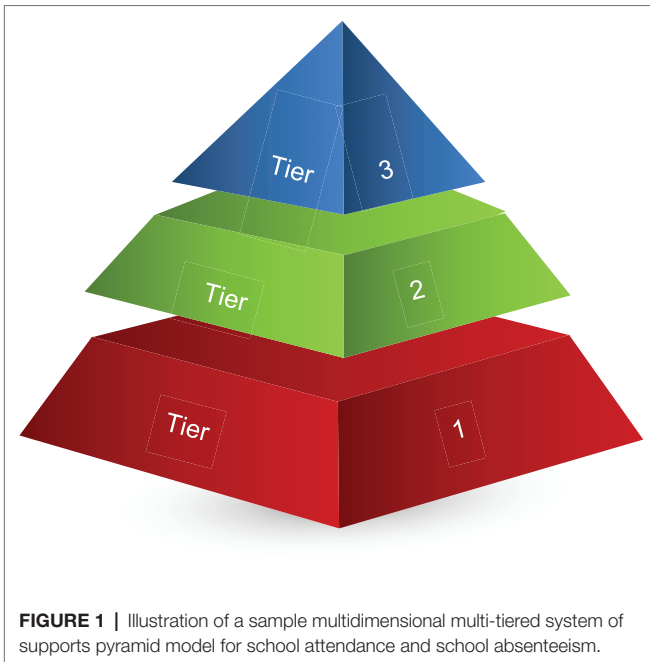 Tier 3
Tier 2
Tier 1
FIGURE 1 | Illustration of a sample multidimensional multi-tiered system of
supports pyramid model for school attendance and school absenteeism.